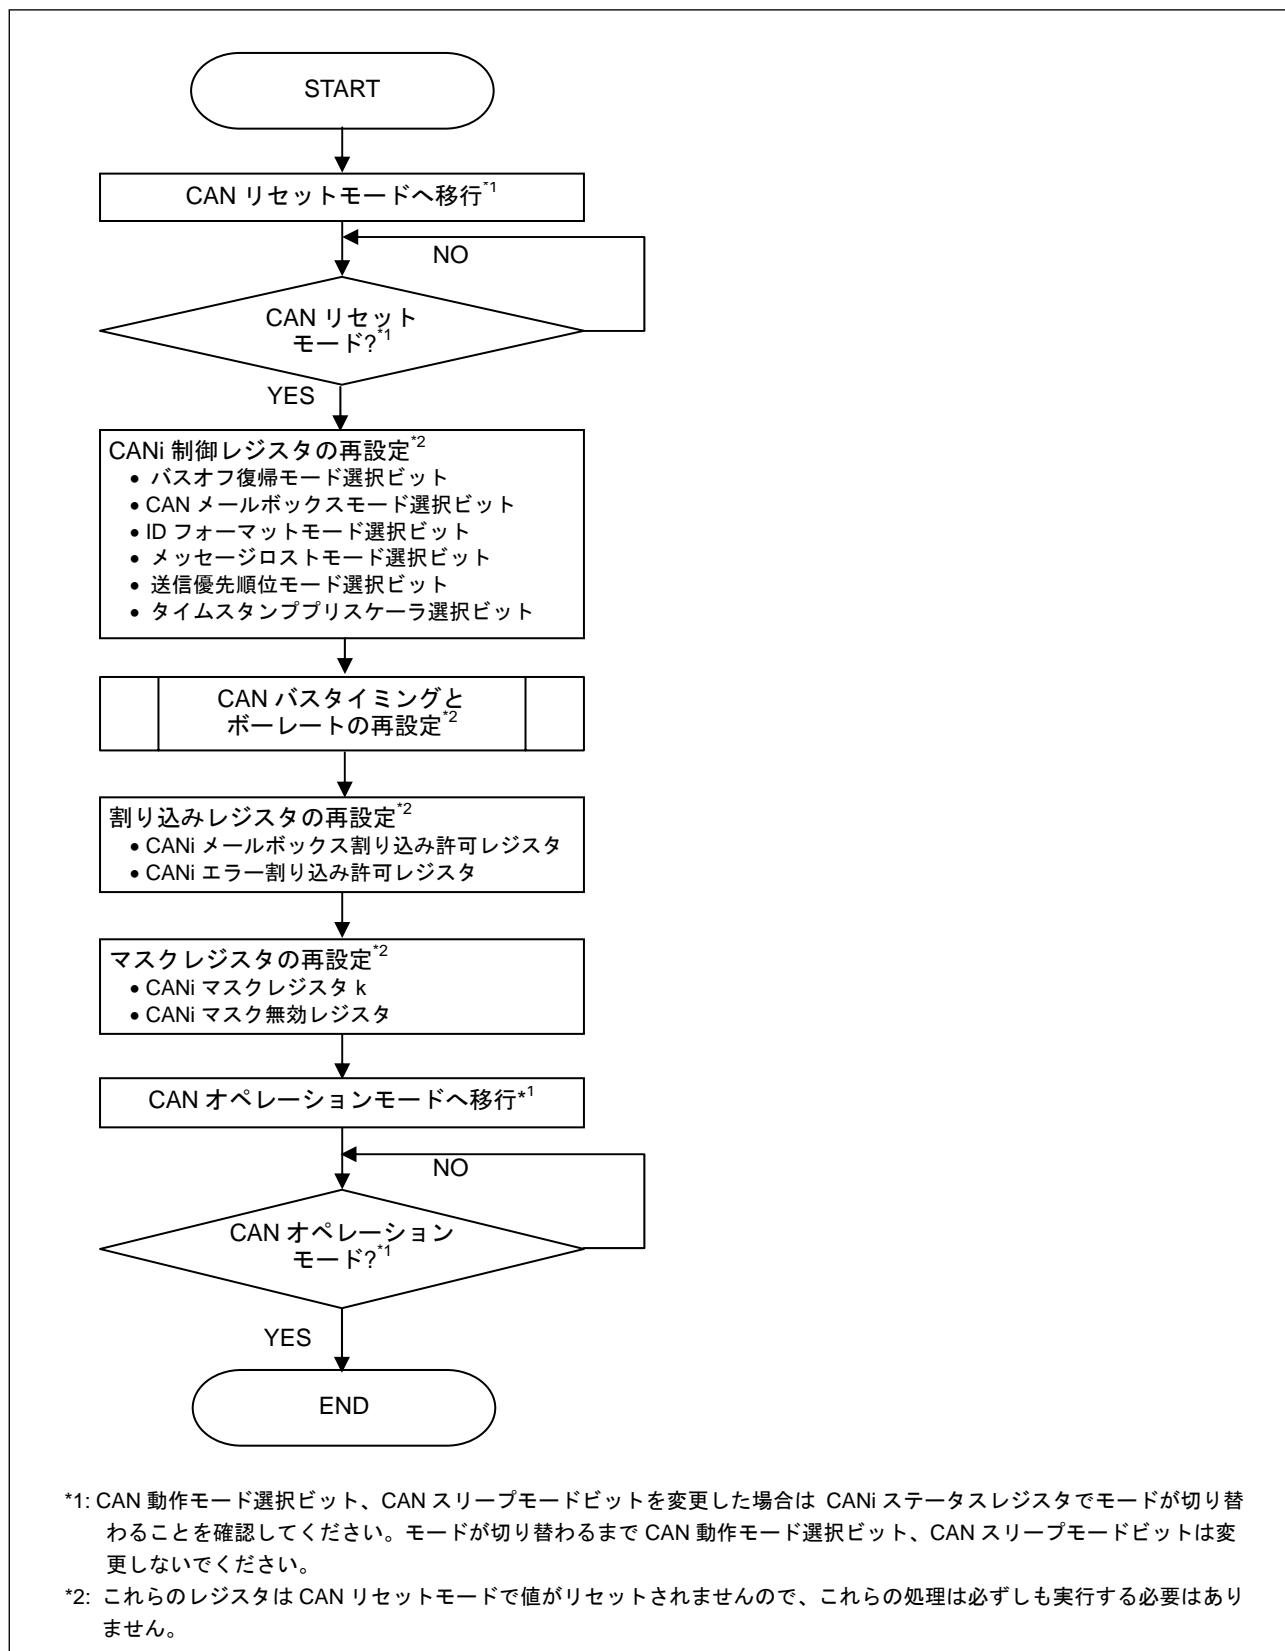 START
CAN リセットモードへ移行*1
NO
CAN リセット
モード?*1
YES
CANi 制御レジスタの再設定*2
• バスオフ復帰モード選択ビット
• CAN メールボックスモード選択ビット
• ID フォーマットモード選択ビット
• メッセージロストモード選択ビット
• 送信優先順位モード選択ビット
• タイムスタンププリスケーラ選択ビット
CAN バスタイミングと
ボーレートの再設定*2
割り込みレジスタの再設定*2
• CANi メールボックス割り込み許可レジスタ
• CANi エラー割り込み許可レジスタ
マスクレジスタの再設定*2
• CANi マスクレジスタ k
• CANi マスク無効レジスタ
CAN オペレーションモードへ移行*1
NO
CAN オペレーション
モード?*1
YES
END
*1: CAN 動作モード選択ビット、CAN スリープモードビットを変更した場合は CANi ステータスレジスタでモードが切り替
わることを確認してください。モードが切り替わるまで CAN 動作モード選択ビット、CAN スリープモードビットは変
更しないでください。
*2: これらのレジスタは CAN リセットモードで値がリセットされませんので、これらの処理は必ずしも実行する必要はあり
ません。